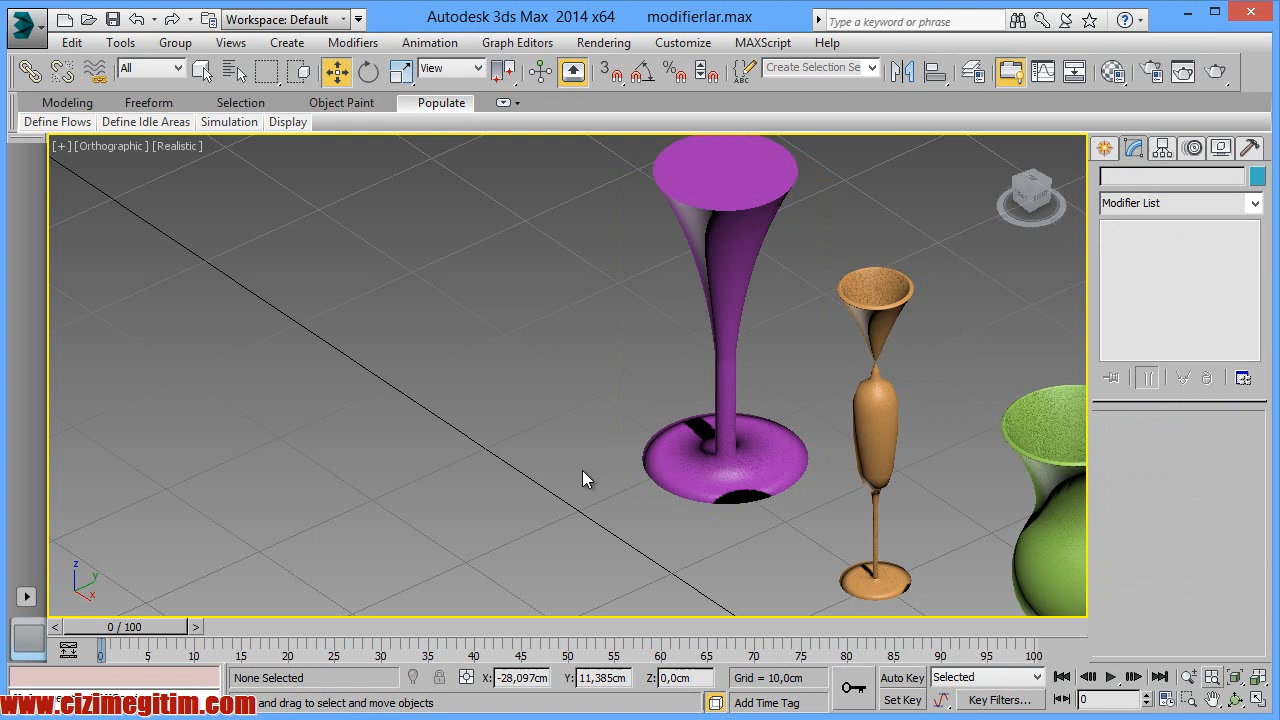 Workspace: Default
Autodesk 3ds Max 2014 x64 modifierlar.max
Type a keyword or phrase
Edit Tools Group Views Create Modifiers Animation Graph Editors Rendering Customize MAXScript Help
All View 3 ABC Create Selection Se
Modeling Freeform Selection Object Paint Populate
Define Flows Define Idle Areas Simulation Display
[+] [Orthographic] [Realistic]
Modifier List
z y x
< 0 / 100 >
0 5 10 15 20 25 30 35 40 45 50 55 60 65 70 75 80 85 90 95 100
None Selected X: -28,097cm Y: 11,385cm Z: 0,0cm Grid = 10,0cm Auto Key Selected
www.cizimegitim.com and drag to select and move objects Add Time Tag Set Key Key Filters... 0